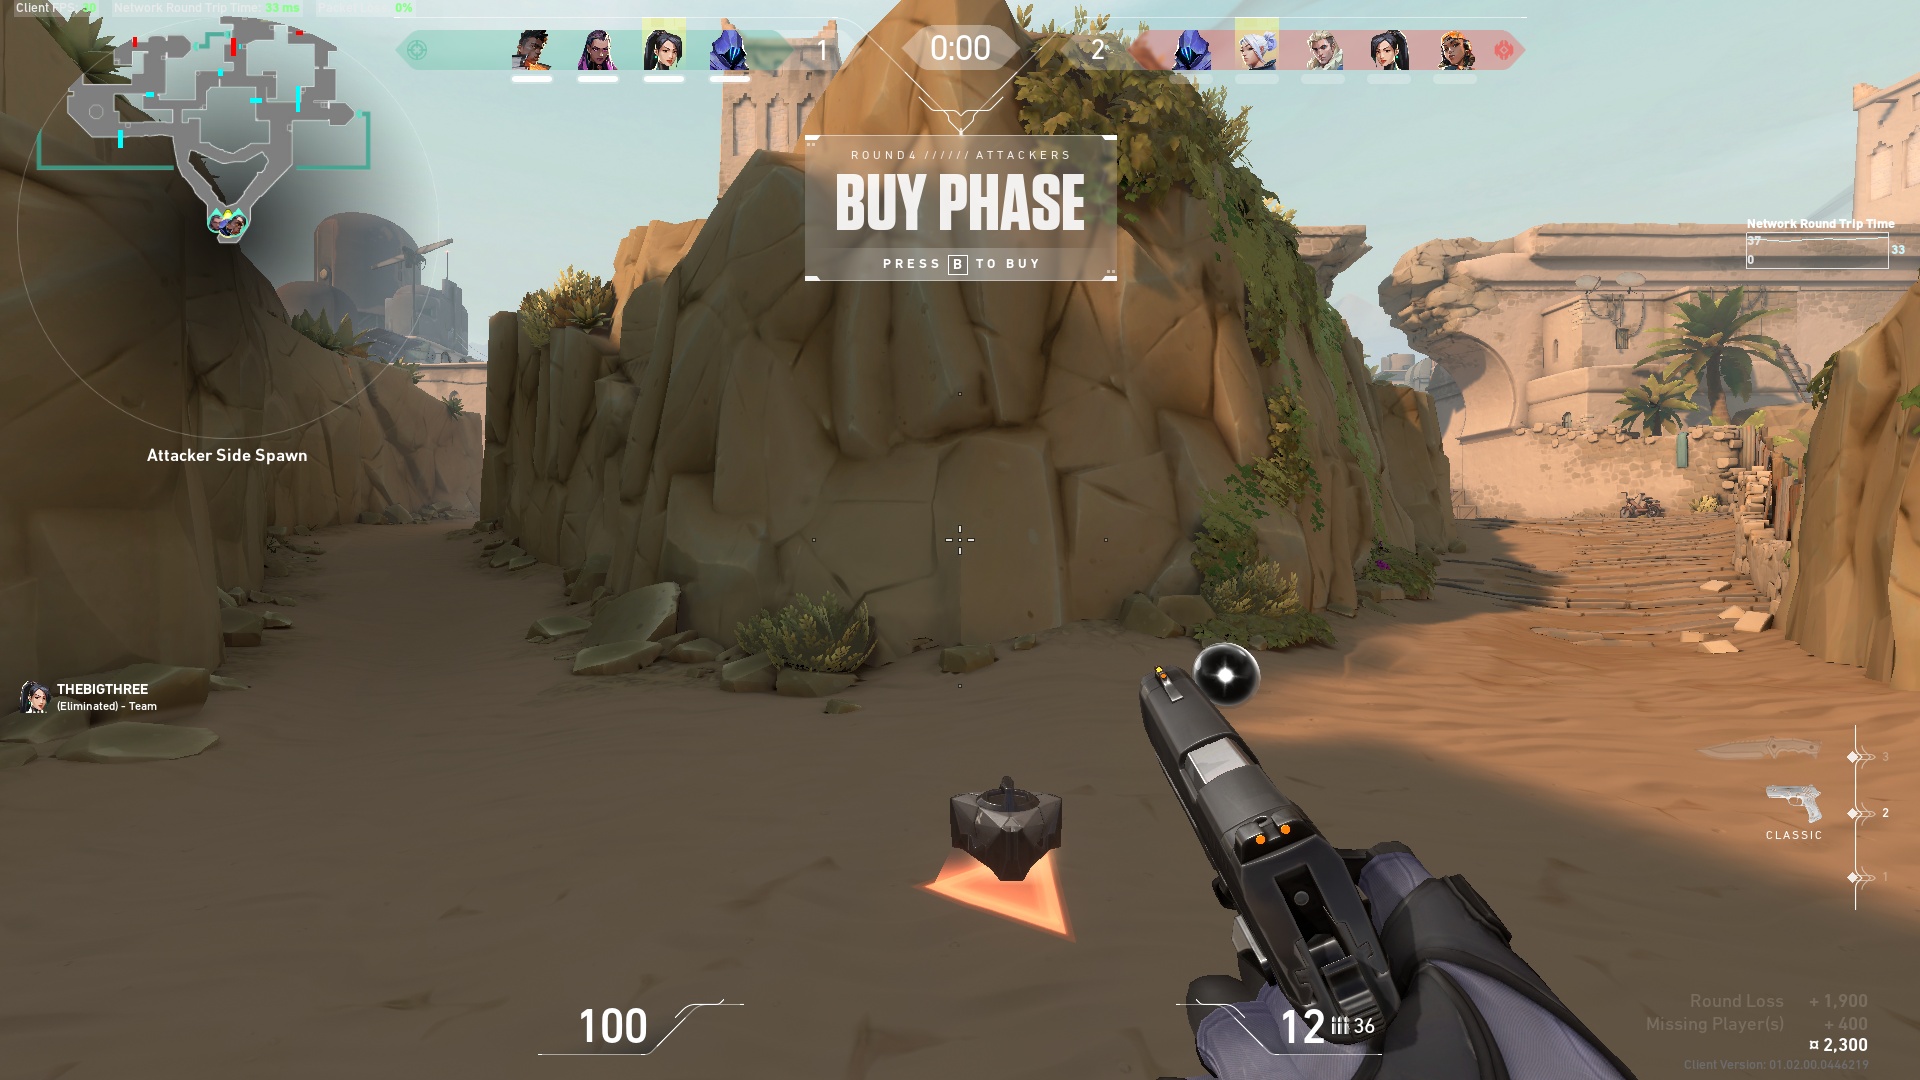 Client FPS: Network Round Trip Time: 33 ms 0%
1
0:00
2
ROUND4 ////// ATTACKERS
BUY PHASE
PRESS B TO BUY
Network Round Trip Time
37
33
0
Attacker Side Spawn
THEBIGTHREE
(Eliminated) - Team
3
2
CLASSIC
1
100
12 36
Round Loss + 1,900
Missing Player(s) + 400
¤ 2,300
Client Version: 01.02.00.0446219